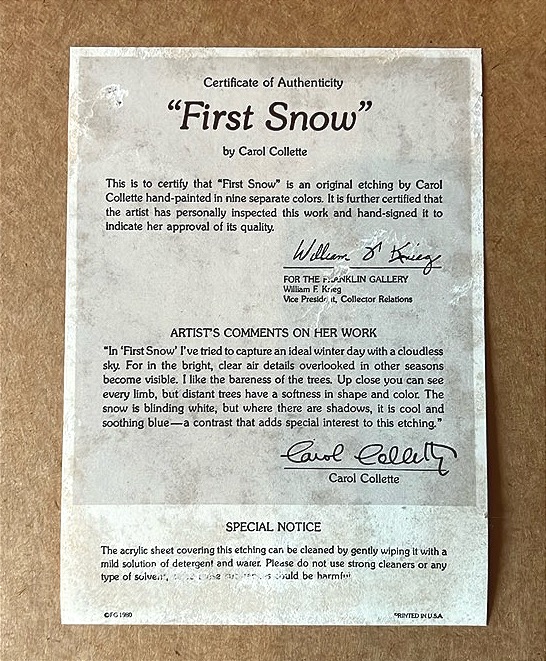 Certificate of Authenticity
“First Snow”
by Carol Collette
This is to certify that “First Snow” is an original etching by Carol
Collette hand-painted in nine separate colors. It is further certified that
the artist has personally inspected this work and hand-signed it to
indicate her approval of its quality.
William F Krieg
FOR THE FRANKLIN GALLERY
William F. Krieg
Vice President, Collector Relations
ARTIST'S COMMENTS ON HER WORK
“In ‘First Snow’ I've tried to capture an ideal winter day with a cloudless
sky. For in the bright, clear air details overlooked in other seasons
become visible. I like the bareness of the trees. Up close you can see
every limb, but distant trees have a softness in shape and color. The
snow is blinding white, but where there are shadows, it is cool and
soothing blue—a contrast that adds special interest to this etching.”
Carol Collette
Carol Collette
SPECIAL NOTICE
The acrylic sheet covering this etching can be cleaned by gently wiping it with a
mild solution of detergent and water. Please do not use strong cleaners or any
type of solvent, could be harmful
©FG 1980
PRINTED IN U.S.A.